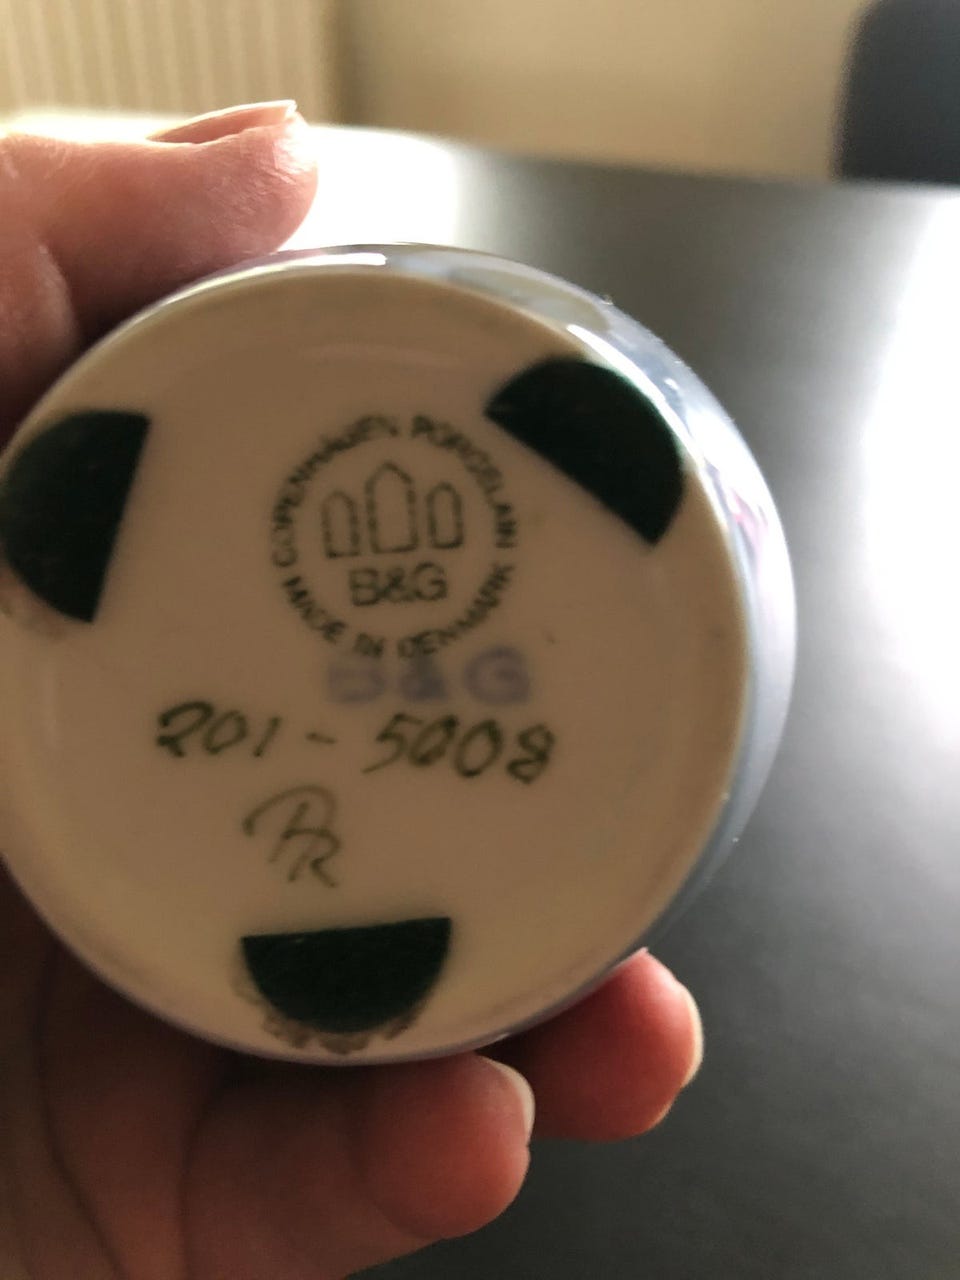 COPENHAGEN PORCELAIN
B&G
MADE IN DENMARK
B&G
201-5008